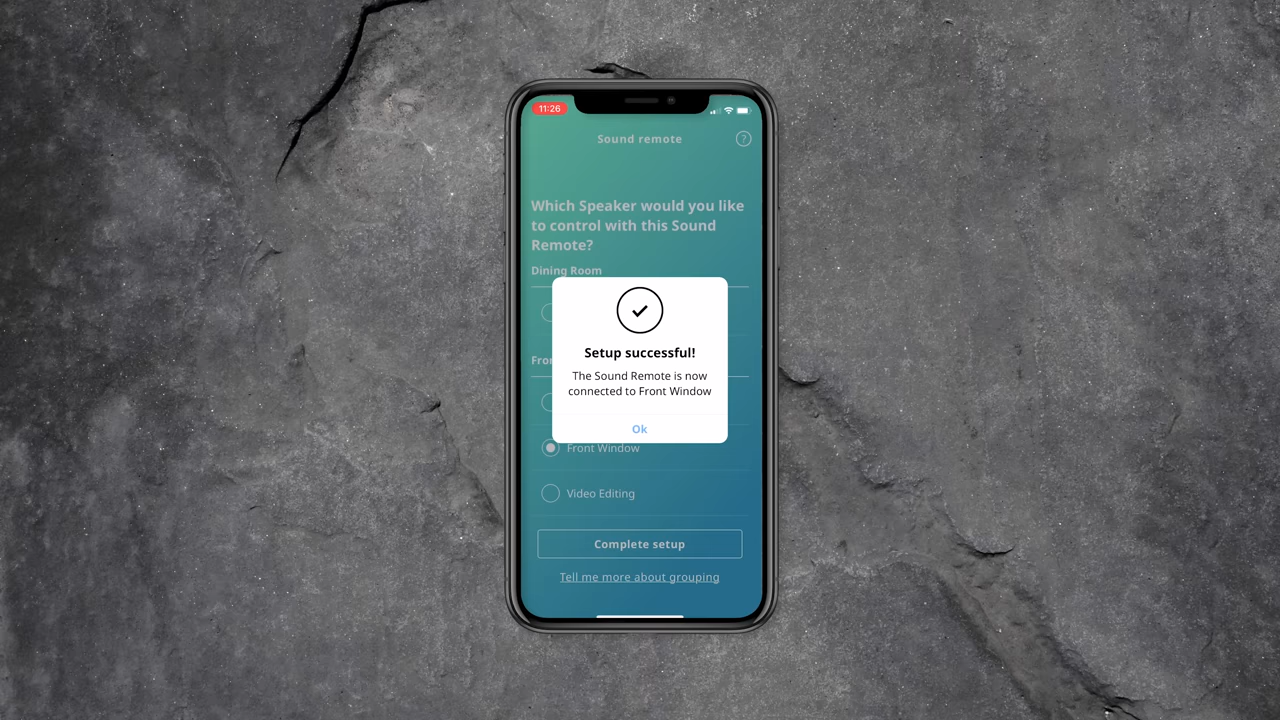 11:26
Sound remote
?
Which Speaker would you like
to control with this Sound
Remote?
Dining Room
Setup successful!
The Sound Remote is now
connected to Front Window
Ok
Front Window
Video Editing
Complete setup
Tell me more about grouping